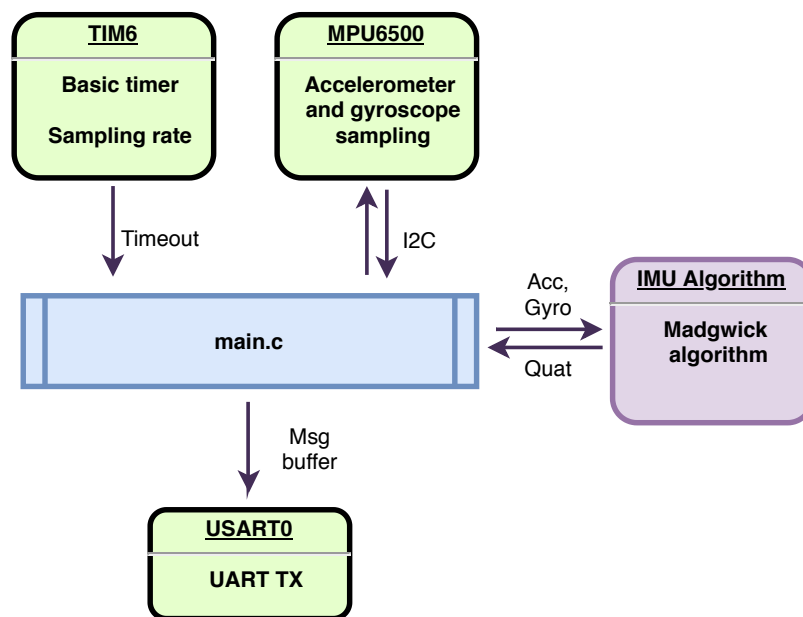 TIM6
Basic timer
Sampling rate
MPU6500
Accelerometer
and gyroscope
sampling
Timeout
I2C
main.c
Acc,
Gyro
Quat
IMU Algorithm
Madgwick
algorithm
Msg
buffer
USART0
UART TX